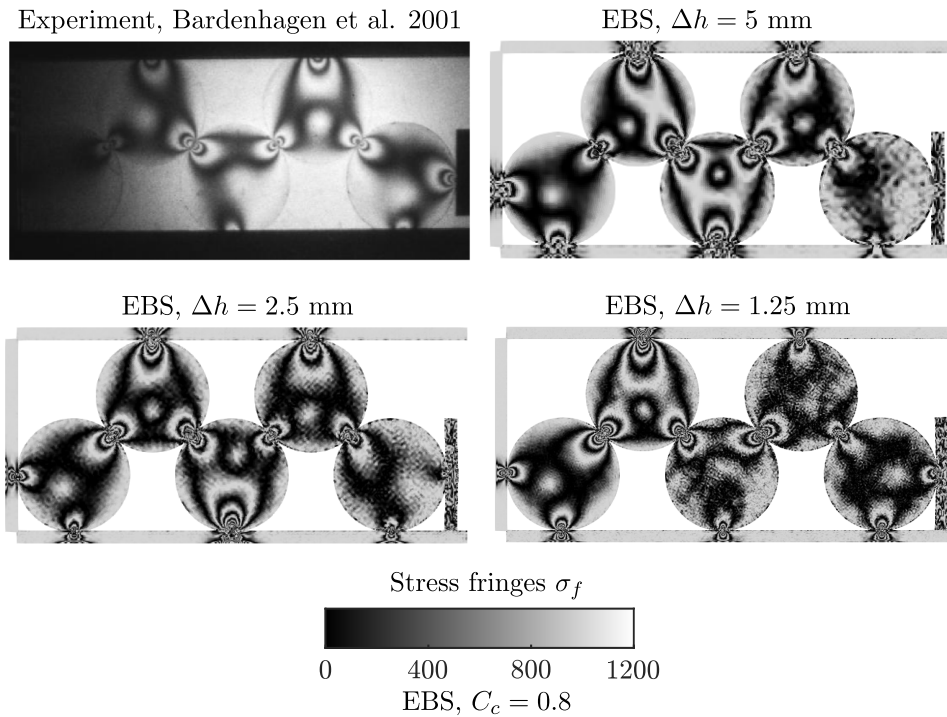 Experiment, Bardenhagen et al. 2001
EBS, Δh = 5 mm
EBS, Δh = 2.5 mm
EBS, Δh = 1.25 mm
Stress fringes σ_f
0 400 800 1200
EBS, C_c = 0.8